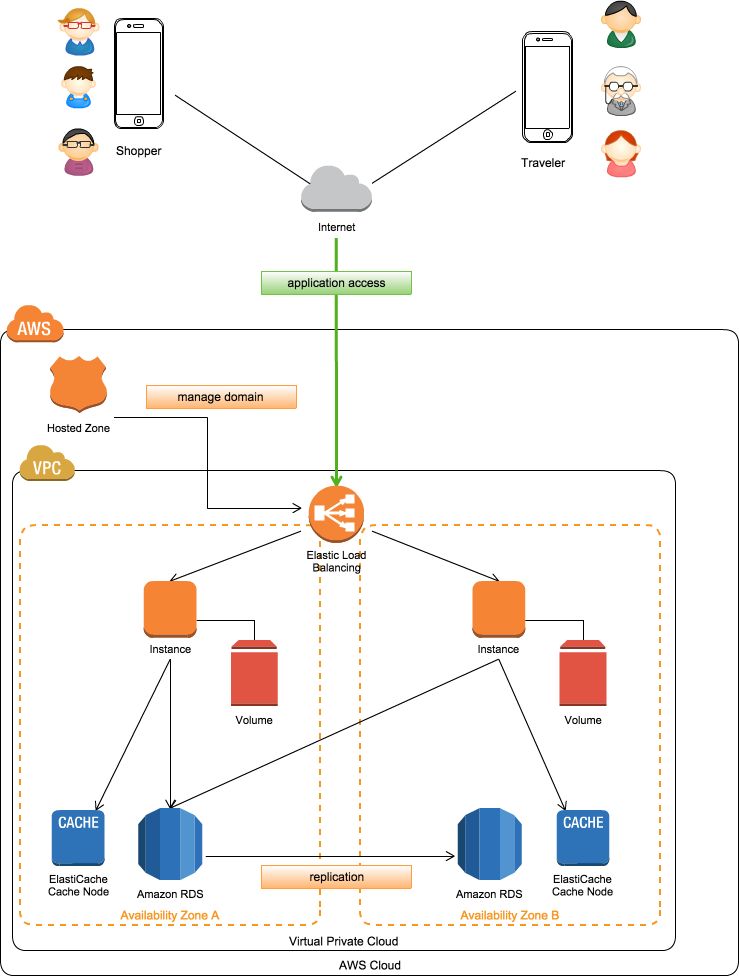 Shopper
Traveler
Internet
application access
AWS
manage domain
Hosted Zone
VPC
Elastic Load
Balancing
Instance
Instance
Volume
Volume
CACHE
CACHE
ElastiCache
Cache Node
Amazon RDS
replication
Amazon RDS
ElastiCache
Cache Node
Availability Zone A
Availability Zone B
Virtual Private Cloud
AWS Cloud